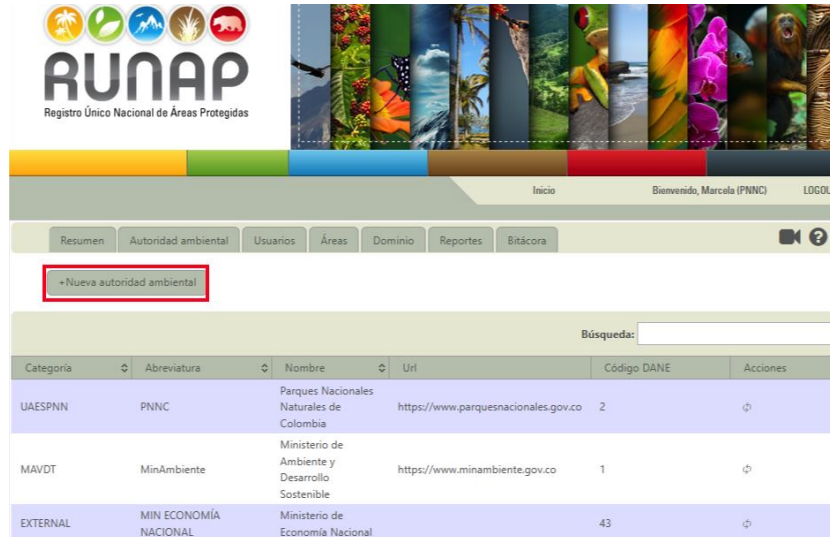 RUNAP
Registro Único Nacional de Áreas Protegidas
Inicio
Bienvenido, Marcela (PNNC)
LOGOU
Resumen
Autoridad ambiental
Usuarios
Áreas
Dominio
Reportes
Bitácora
+Nueva autoridad ambiental
Búsqueda:
Categoría Abreviatura Nombre Url Código DANE Acciones
UAESPNN
PNNC
Parques Nacionales
Naturales de
Colombia
https://www.parquesnacionales.gov.co
2
MAVDT
MinAmbiente
Ministerio de
Ambiente y
Desarrollo
Sostenible
https://www.minambiente.gov.co
1
EXTERNAL
MIN ECONOMÍA
NACIONAL
Ministerio de
Economía Nacional
43